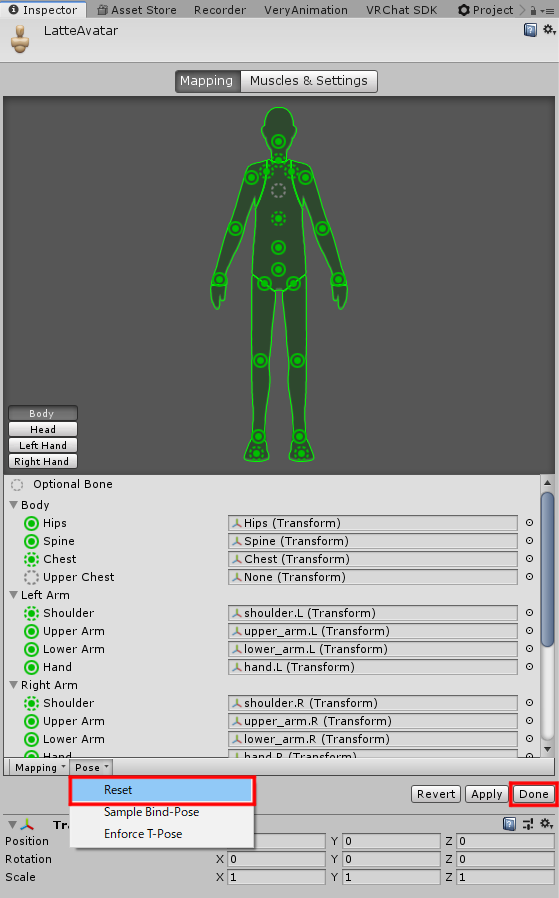 Inspector Asset Store Recorder VeryAnimation VRChat SDK Project
LatteAvatar
Mapping Muscles & Settings
Body
Head
Left Hand
Right Hand
Optional Bone
Body
Hips Hips (Transform)
Spine Spine (Transform)
Chest Chest (Transform)
Upper Chest None (Transform)
Left Arm
Shoulder shoulder.L (Transform)
Upper Arm upper_arm.L (Transform)
Lower Arm lower_arm.L (Transform)
Hand hand.L (Transform)
Right Arm
Shoulder shoulder.R (Transform)
Upper Arm upper_arm.R (Transform)
Lower Arm lower_arm.R (Transform)
Hand hand.R (Transform)
Mapping Pose
Reset
Sample Bind-Pose
Enforce T-Pose
Revert Apply Done
Position Y 0 Z 0
Rotation X 0 Y 0 Z 0
Scale X 1 Y 1 Z 1